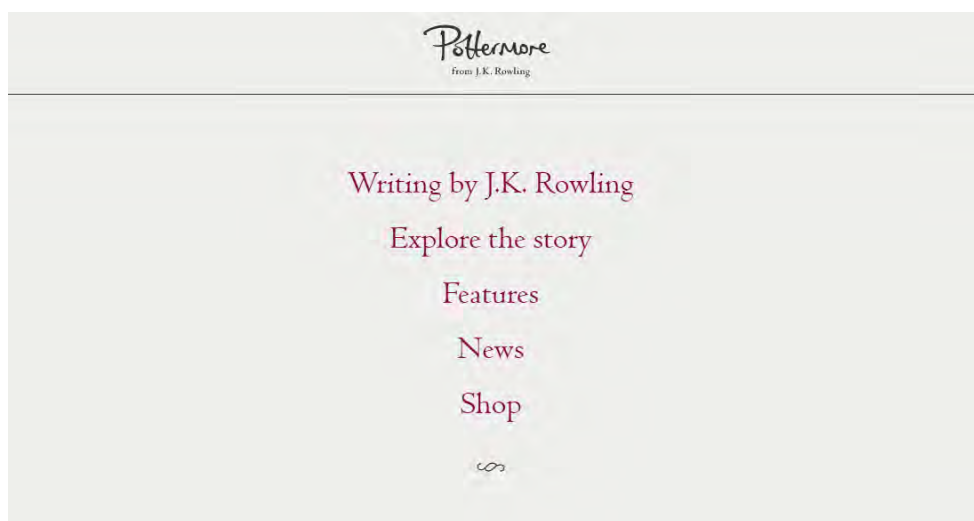 Pottermore
from J.K. Rowling
Writing by J.K. Rowling
Explore the story
Features
News
Shop